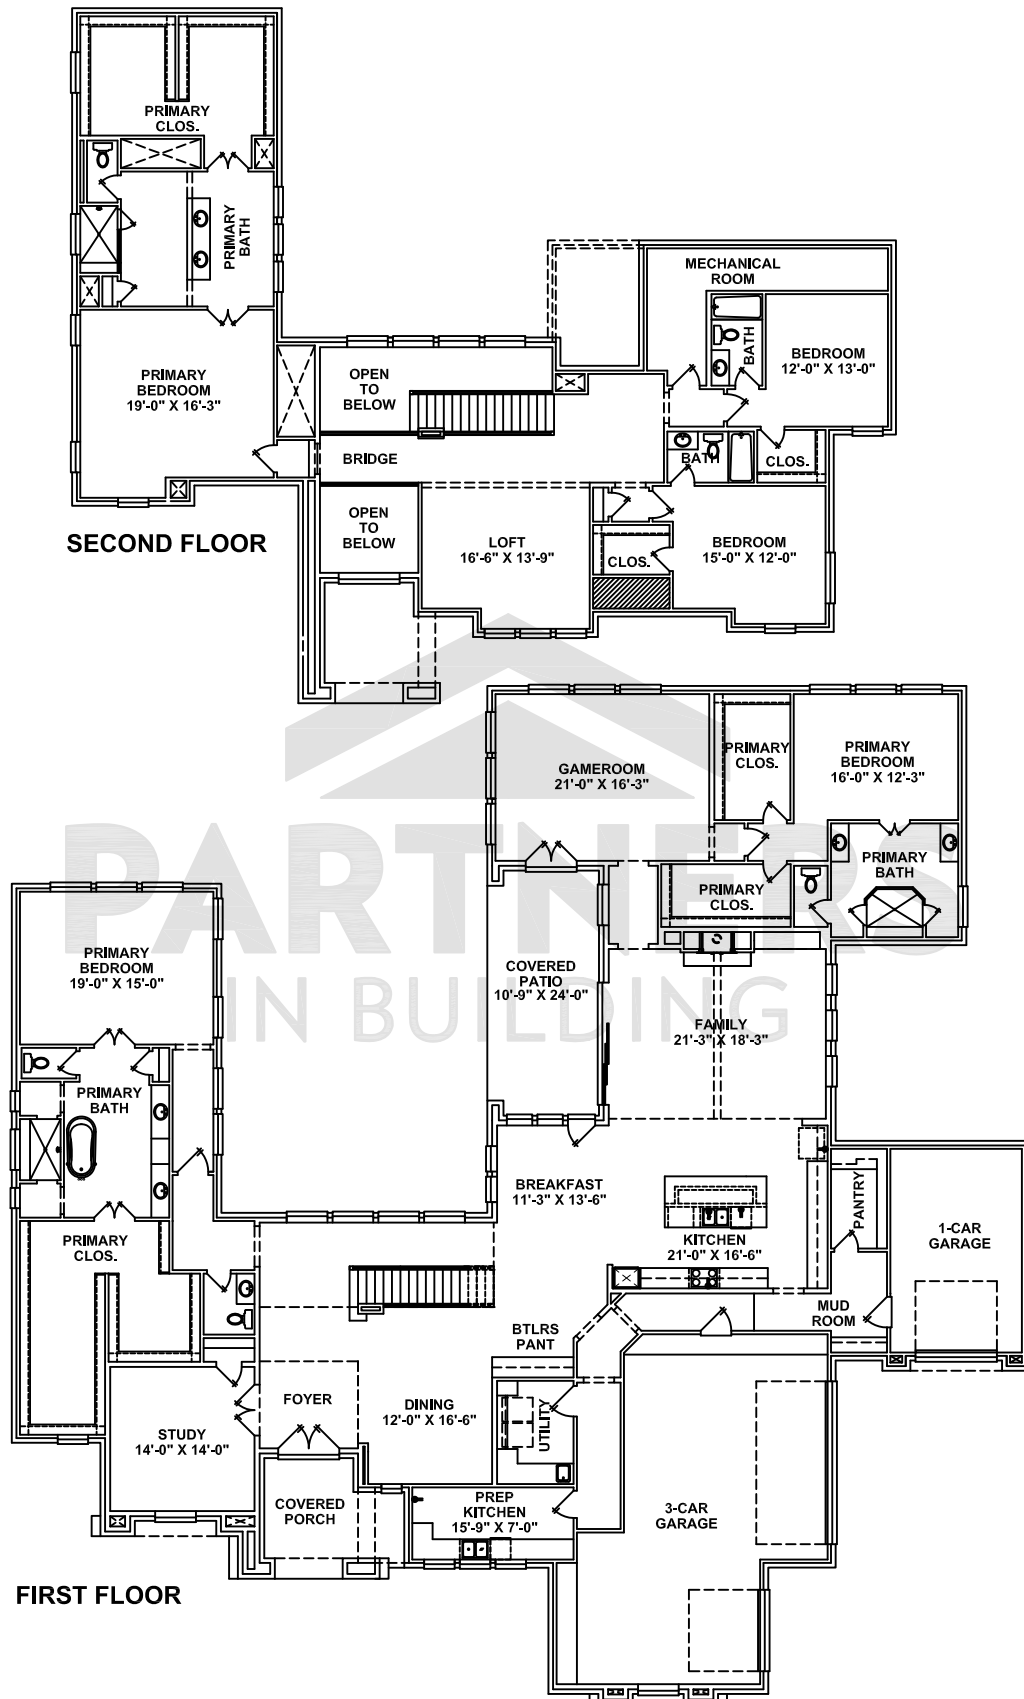 PRIMARY
CLOS.
PRIMARY
BATH
PRIMARY
BEDROOM
19'-0" X 16'-3"
OPEN
TO
BELOW
BRIDGE
OPEN
TO
BELOW
LOFT
16'-6" X 13'-9"
MECHANICAL
ROOM
BATH
BEDROOM
12'-0" X 13'-0"
BATH
CLOS.
CLOS.
BEDROOM
15'-0" X 12'-0"
SECOND FLOOR
GAMEROOM
21'-0" X 16'-3"
PRIMARY
CLOS.
PRIMARY
BEDROOM
16'-0" X 12'-3"
PRIMARY
BATH
PRIMARY
CLOS.
PARTNERS
IN BUILDING
PRIMARY
BEDROOM
19'-0" X 15'-0"
COVERED
PATIO
10'-9" X 24'-0"
FAMILY
21'-3" X 18'-3"
PRIMARY
BATH
PRIMARY
CLOS.
BREAKFAST
11'-3" X 13'-6"
KITCHEN
21'-0" X 16'-6"
PANTRY
1-CAR
GARAGE
MUD
ROOM
BTLRS
PANT
FOYER
DINING
12'-0" X 16'-6"
UTILITY
STUDY
14'-0" X 14'-0"
COVERED
PORCH
PREP
KITCHEN
15'-9" X 7'-0"
3-CAR
GARAGE
FIRST FLOOR